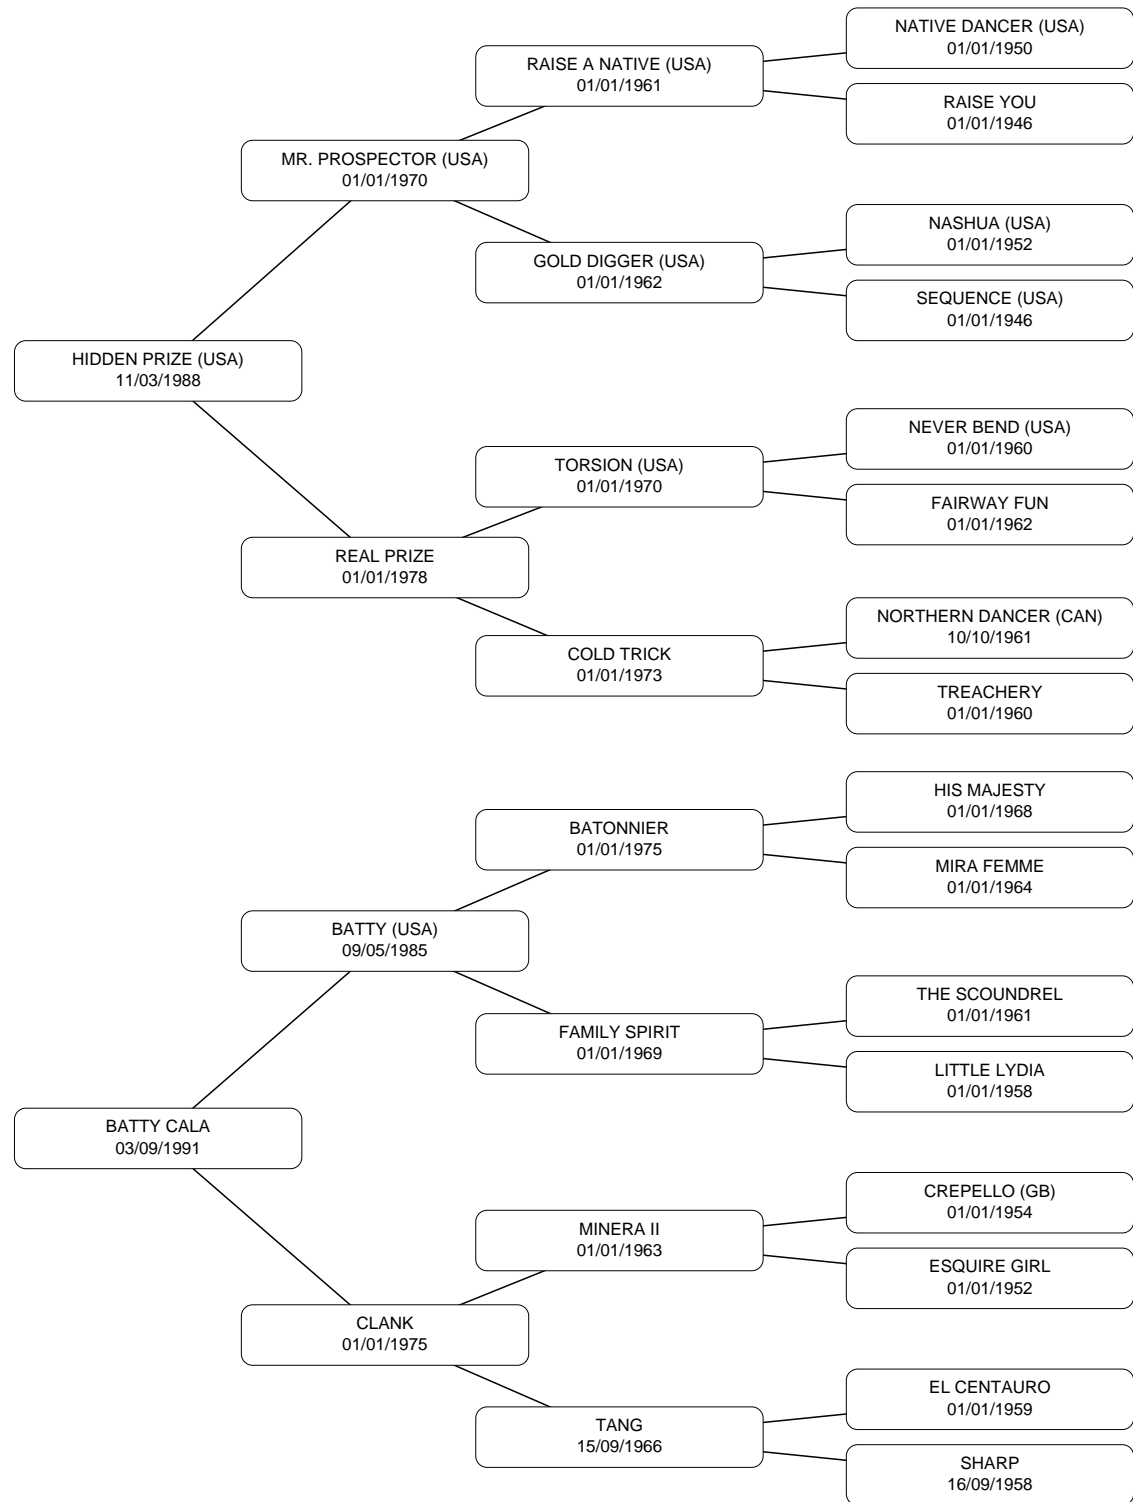 NATIVE DANCER (USA)
01/01/1950
RAISE A NATIVE (USA)
01/01/1961
RAISE YOU
01/01/1946
MR. PROSPECTOR (USA)
01/01/1970
NASHUA (USA)
01/01/1952
GOLD DIGGER (USA)
01/01/1962
SEQUENCE (USA)
01/01/1946
HIDDEN PRIZE (USA)
11/03/1988
NEVER BEND (USA)
01/01/1960
TORSION (USA)
01/01/1970
FAIRWAY FUN
01/01/1962
REAL PRIZE
01/01/1978
NORTHERN DANCER (CAN)
10/10/1961
COLD TRICK
01/01/1973
TREACHERY
01/01/1960
HIS MAJESTY
01/01/1968
BATONNIER
01/01/1975
MIRA FEMME
01/01/1964
BATTY (USA)
09/05/1985
THE SCOUNDREL
01/01/1961
FAMILY SPIRIT
01/01/1969
LITTLE LYDIA
01/01/1958
BATTY CALA
03/09/1991
CREPELLO (GB)
01/01/1954
MINERA II
01/01/1963
ESQUIRE GIRL
01/01/1952
CLANK
01/01/1975
EL CENTAURO
01/01/1959
TANG
15/09/1966
SHARP
16/09/1958